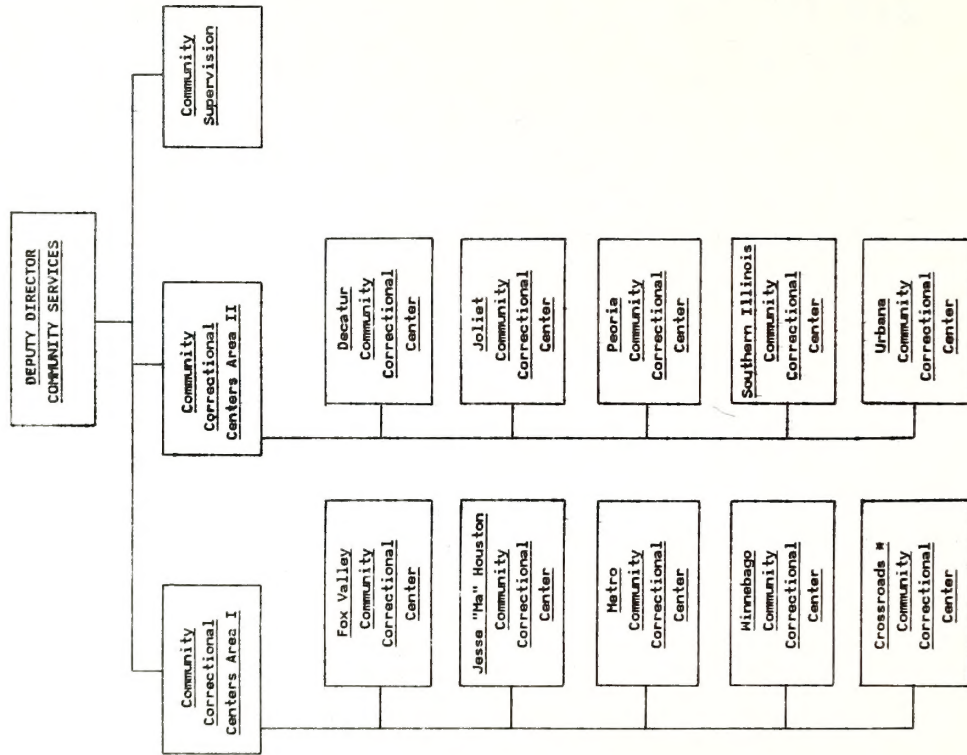 DEPUTY DIRECTOR
COMMUNITY SERVICES
Community
Correctional
Centers Area I
Community
Correctional
Centers Area II
Community
Supervision
Fox Valley
Community
Correctional
Center
Jesse "Ma" Houston
Community
Correctional
Center
Metro
Community
Correctional
Center
Winnebago
Community
Correctional
Center
Crossroads *
Community
Correctional
Center
Decatur
Community
Correctional
Center
Joliet
Community
Correctional
Center
Peoria
Community
Correctional
Center
Southern Illinois
Community
Correctional
Center
Urbana
Community
Correctional
Center